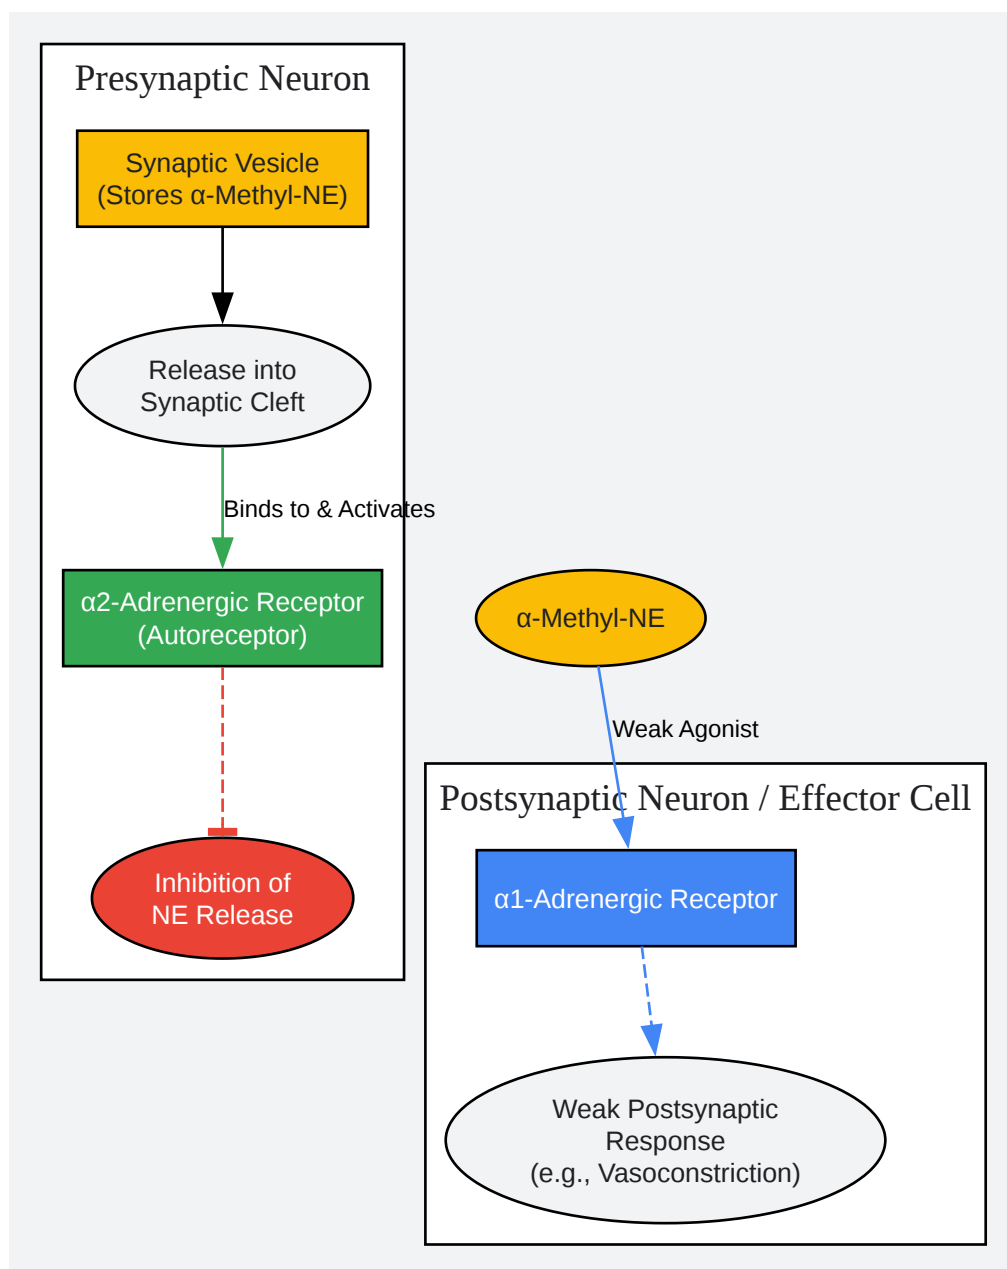 Presynaptic Neuron
Synaptic Vesicle
(Stores α-Methyl-NE)
Release into
Synaptic Cleft
Binds to & Activates
α2-Adrenergic Receptor
(Autoreceptor)
Inhibition of
NE Release
α-Methyl-NE
Weak Agonist
Postsynaptic Neuron / Effector Cell
α1-Adrenergic Receptor
Weak Postsynaptic
Response
(e.g., Vasoconstriction)